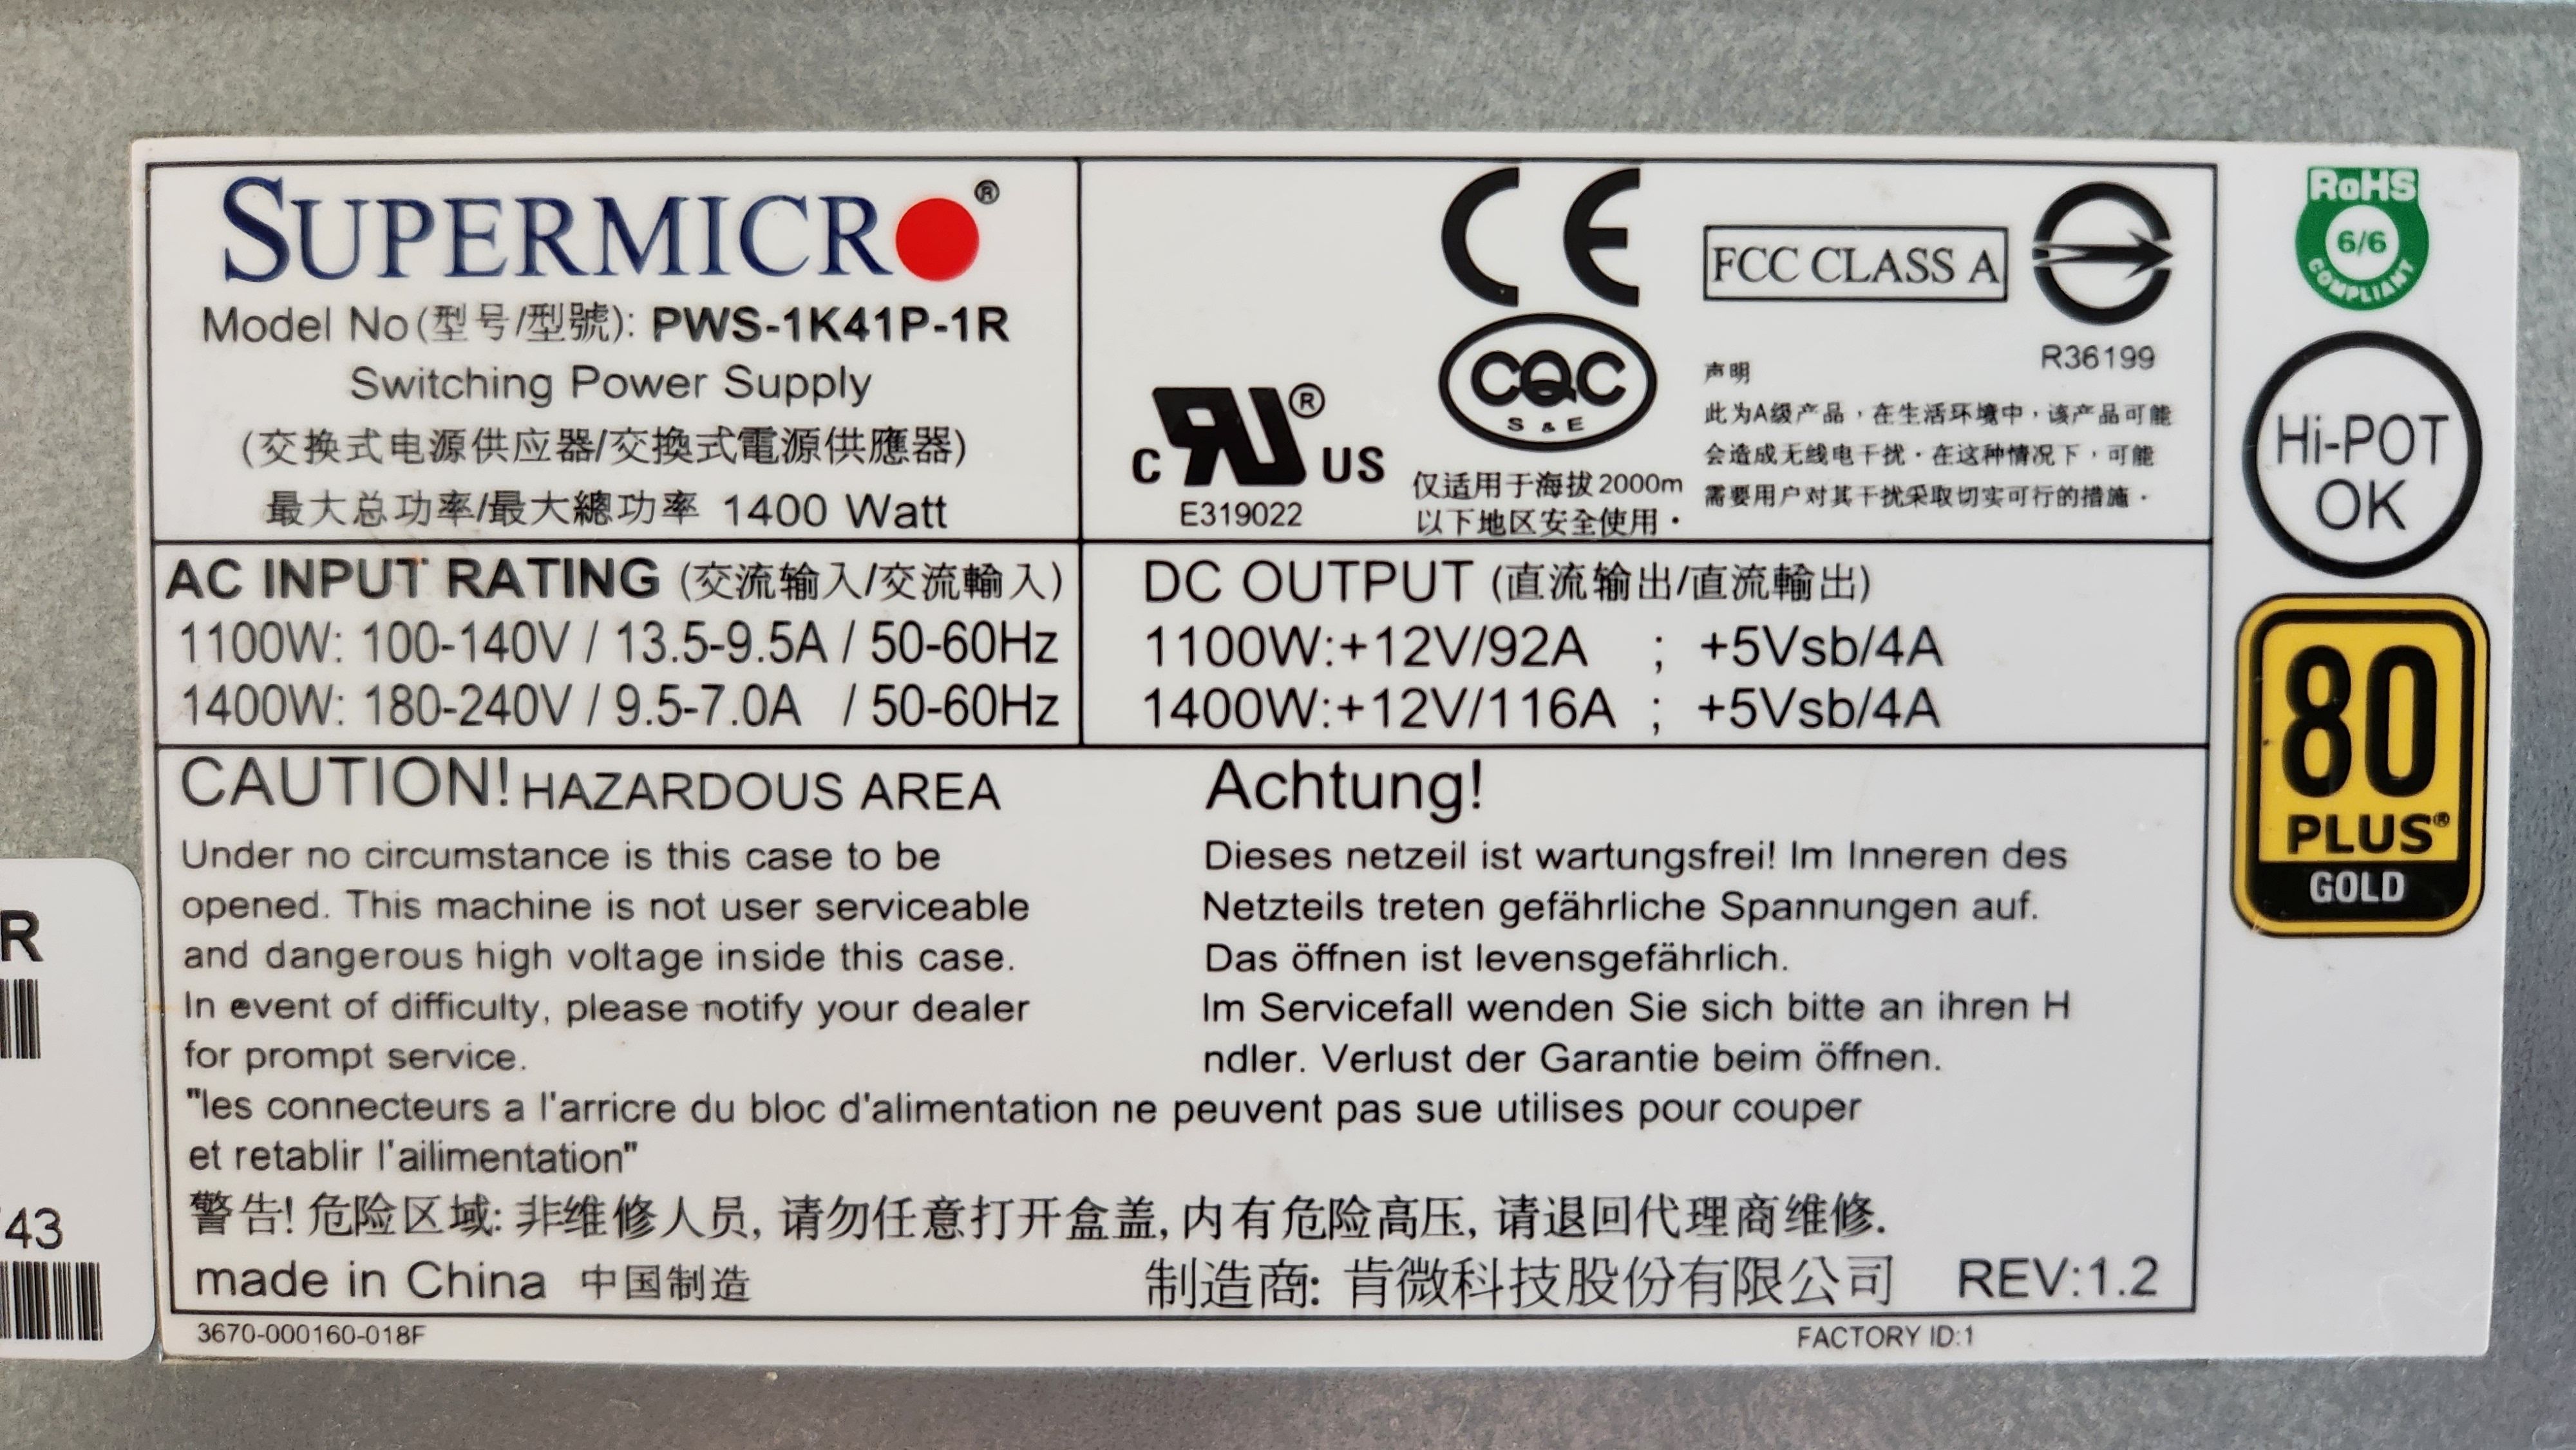 SUPERMICRO®
Model No(型号/型號): PWS-1K41P-1R
Switching Power Supply
(交换式电源供应器/交換式電源供應器)
最大总功率/最大總功率 1400 Watt
CE
FCC CLASS A
R36199
CQC
S & E
c RU ® US
E319022
仅适用于海拔2000m
以下地区安全使用。
声明
此为A级产品，在生活环境中，该产品可能
会造成无线电干扰。在这种情况下，可能
需要用户对其干扰采取切实可行的措施。
RoHS
6/6
COMPLIANT
Hi-POT
OK
80
PLUS®
GOLD
AC INPUT RATING (交流输入/交流輸入)
1100W: 100-140V / 13.5-9.5A / 50-60Hz
1400W: 180-240V / 9.5-7.0A / 50-60Hz
DC OUTPUT (直流输出/直流輸出)
1100W:+12V/92A ; +5Vsb/4A
1400W:+12V/116A ; +5Vsb/4A
CAUTION! HAZARDOUS AREA
Under no circumstance is this case to be
opened. This machine is not user serviceable
and dangerous high voltage inside this case.
In event of difficulty, please notify your dealer
for prompt service.
Achtung!
Dieses netzeil ist wartungsfrei! Im Inneren des
Netzteils treten gefährliche Spannungen auf.
Das öffnen ist levensgefährlich.
Im Servicefall wenden Sie sich bitte an ihren H
ndler. Verlust der Garantie beim öffnen.
"les connecteurs a l'arricre du bloc d'alimentation ne peuvent pas sue utilises pour couper
et retablir l'ailimentation"
警告! 危险区域: 非维修人员, 请勿任意打开盒盖, 内有危险高压, 请退回代理商维修.
made in China 中国制造
制造商: 肯微科技股份有限公司 REV:1.2
3670-000160-018F
FACTORY ID:1
R
43